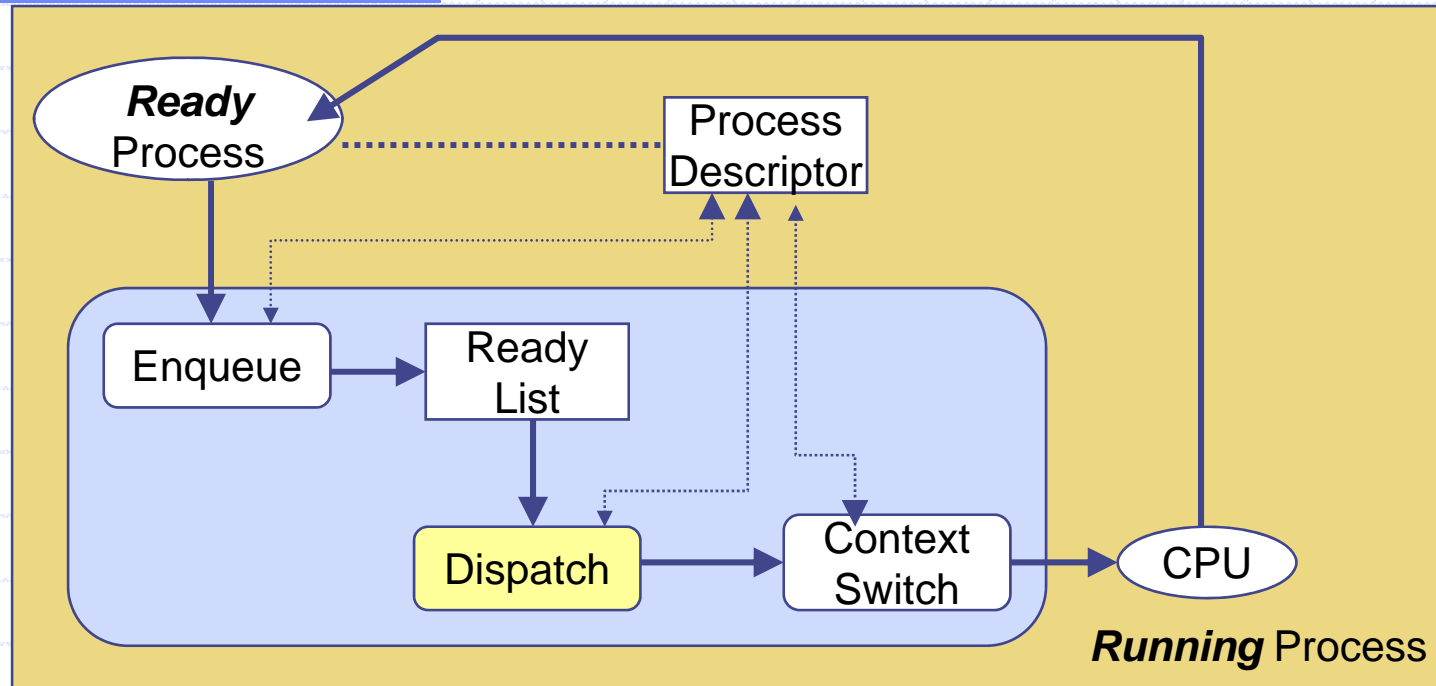 Ready
Process
Process
Descriptor
Enqueue
Ready
List
Dispatch
Context
Switch
CPU
Running Process